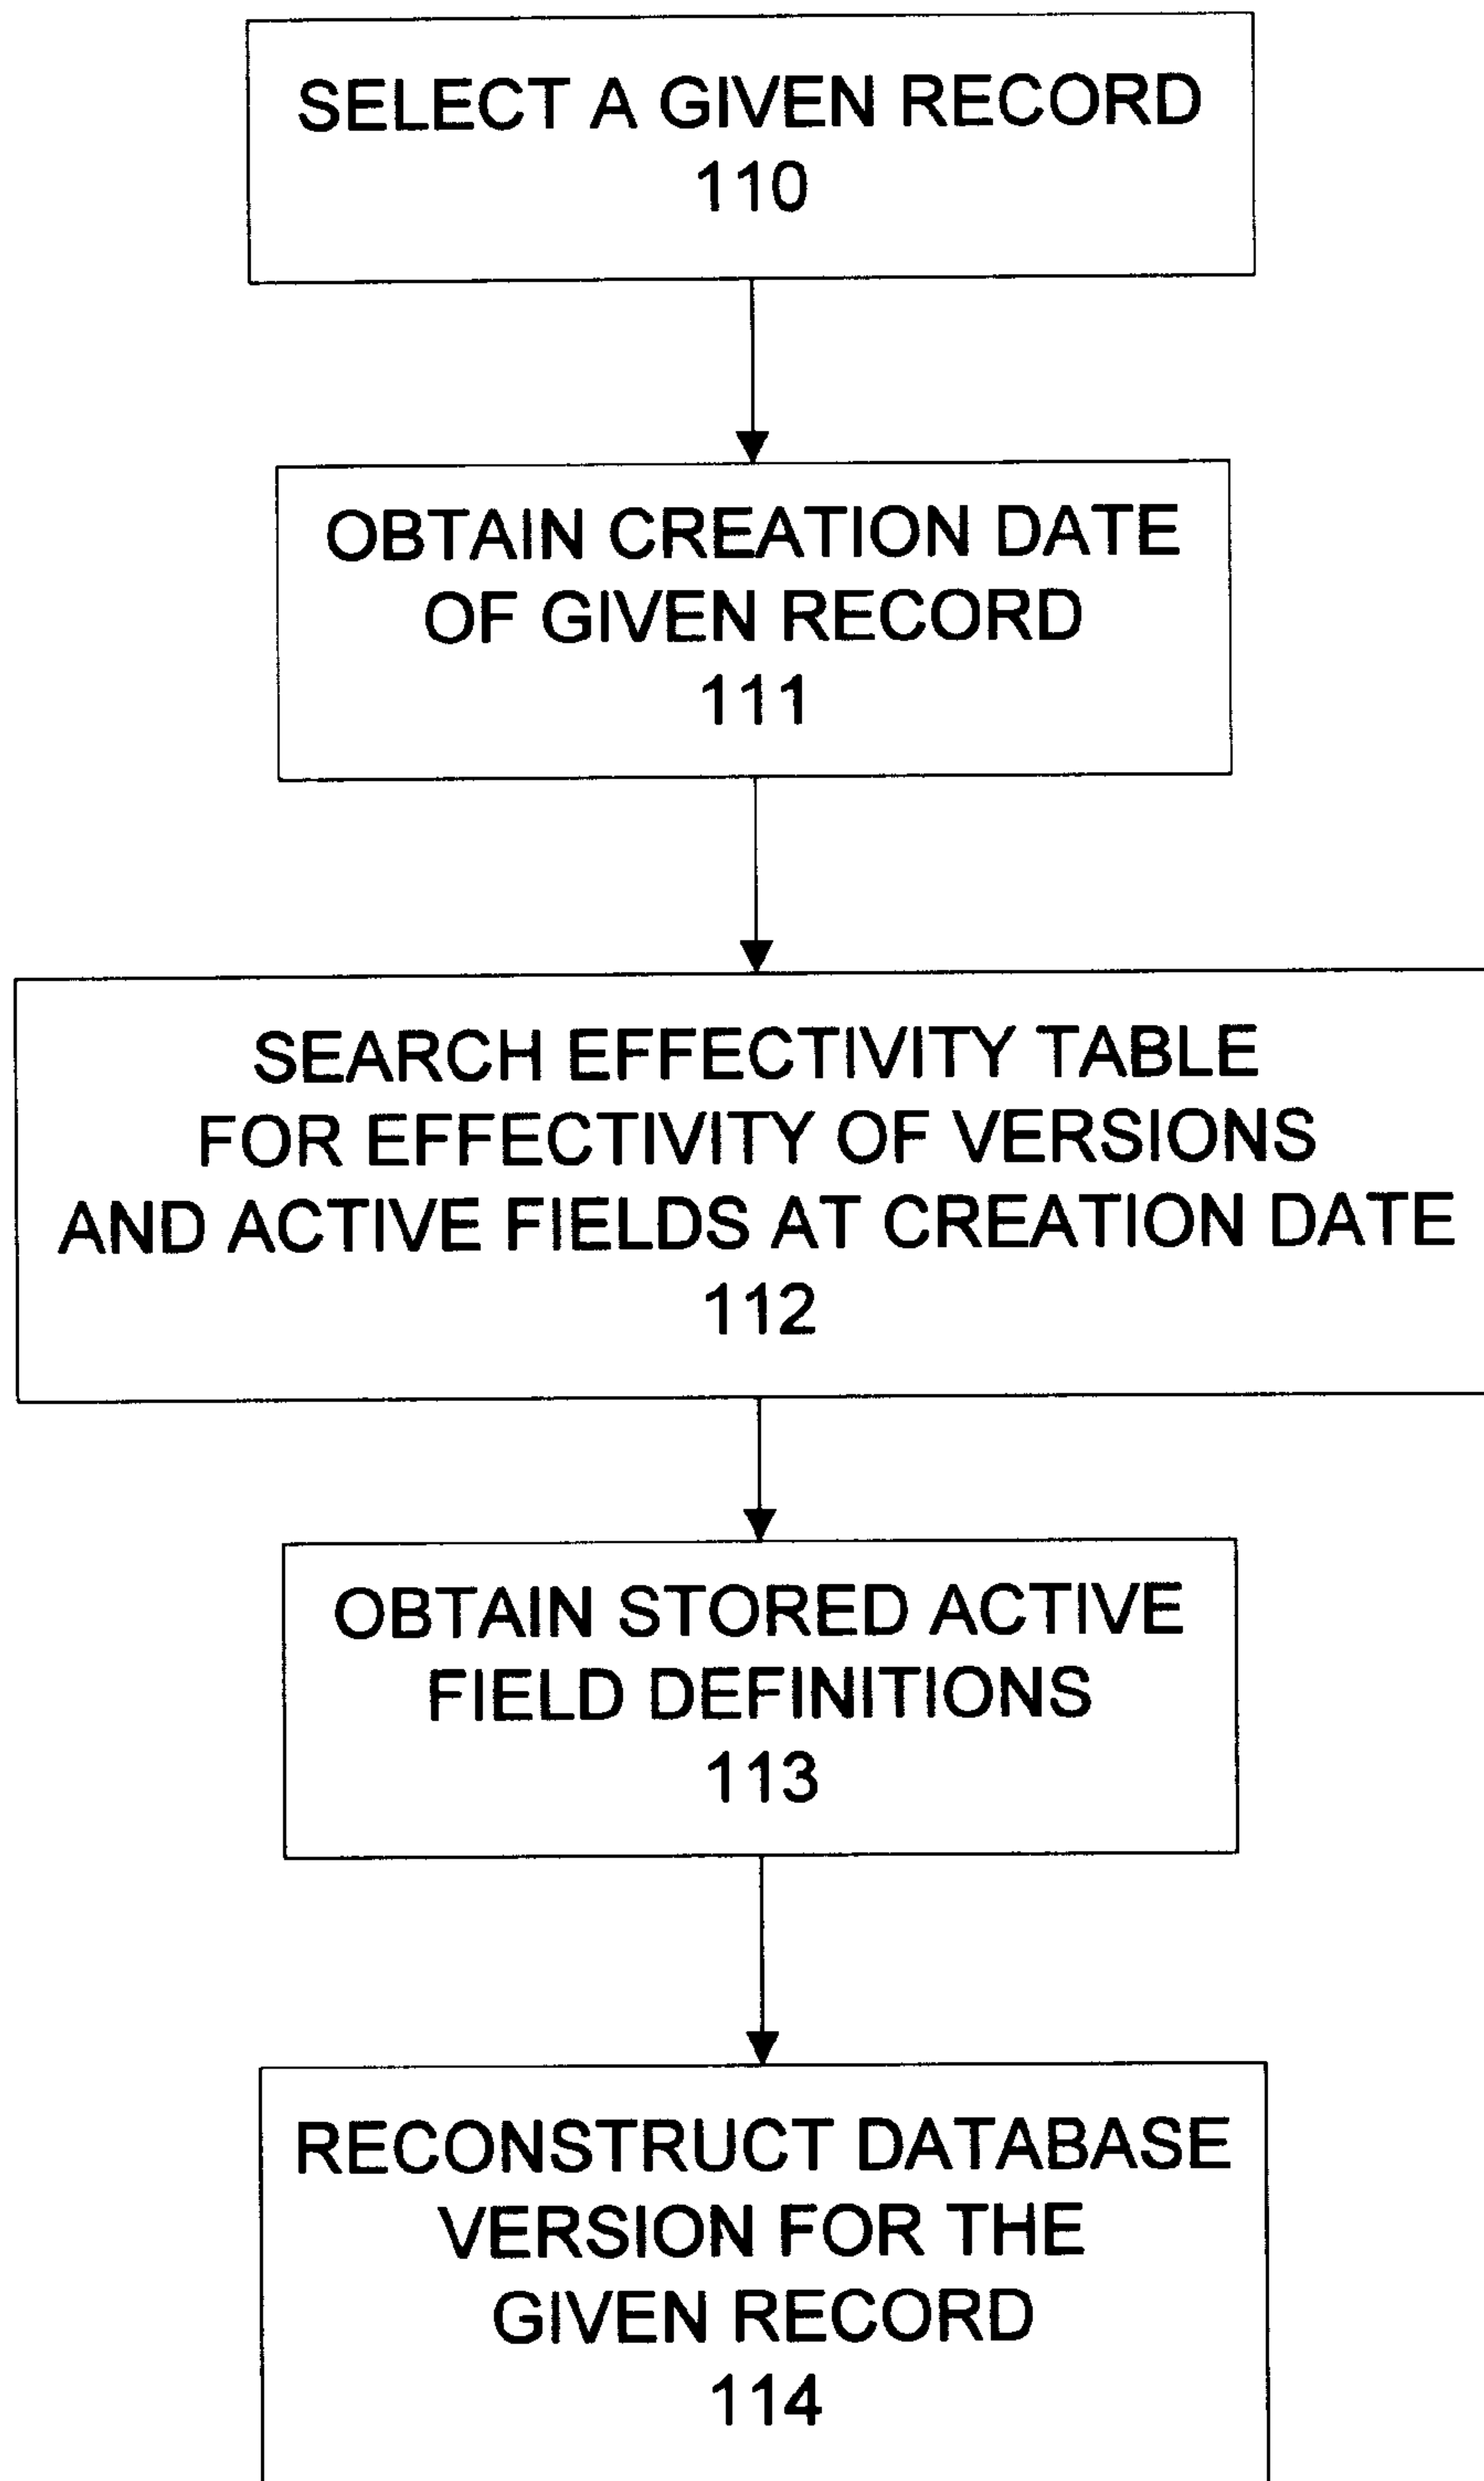 SELECT A GIVEN RECORD
110
OBTAIN CREATION DATE
OF GIVEN RECORD
111
SEARCH EFFECTIVITY TABLE
FOR EFFECTIVITY OF VERSIONS
AND ACTIVE FIELDS AT CREATION DATE
112
OBTAIN STORED ACTIVE
FIELD DEFINITIONS
113
RECONSTRUCT DATABASE
VERSION FOR THE
GIVEN RECORD
114